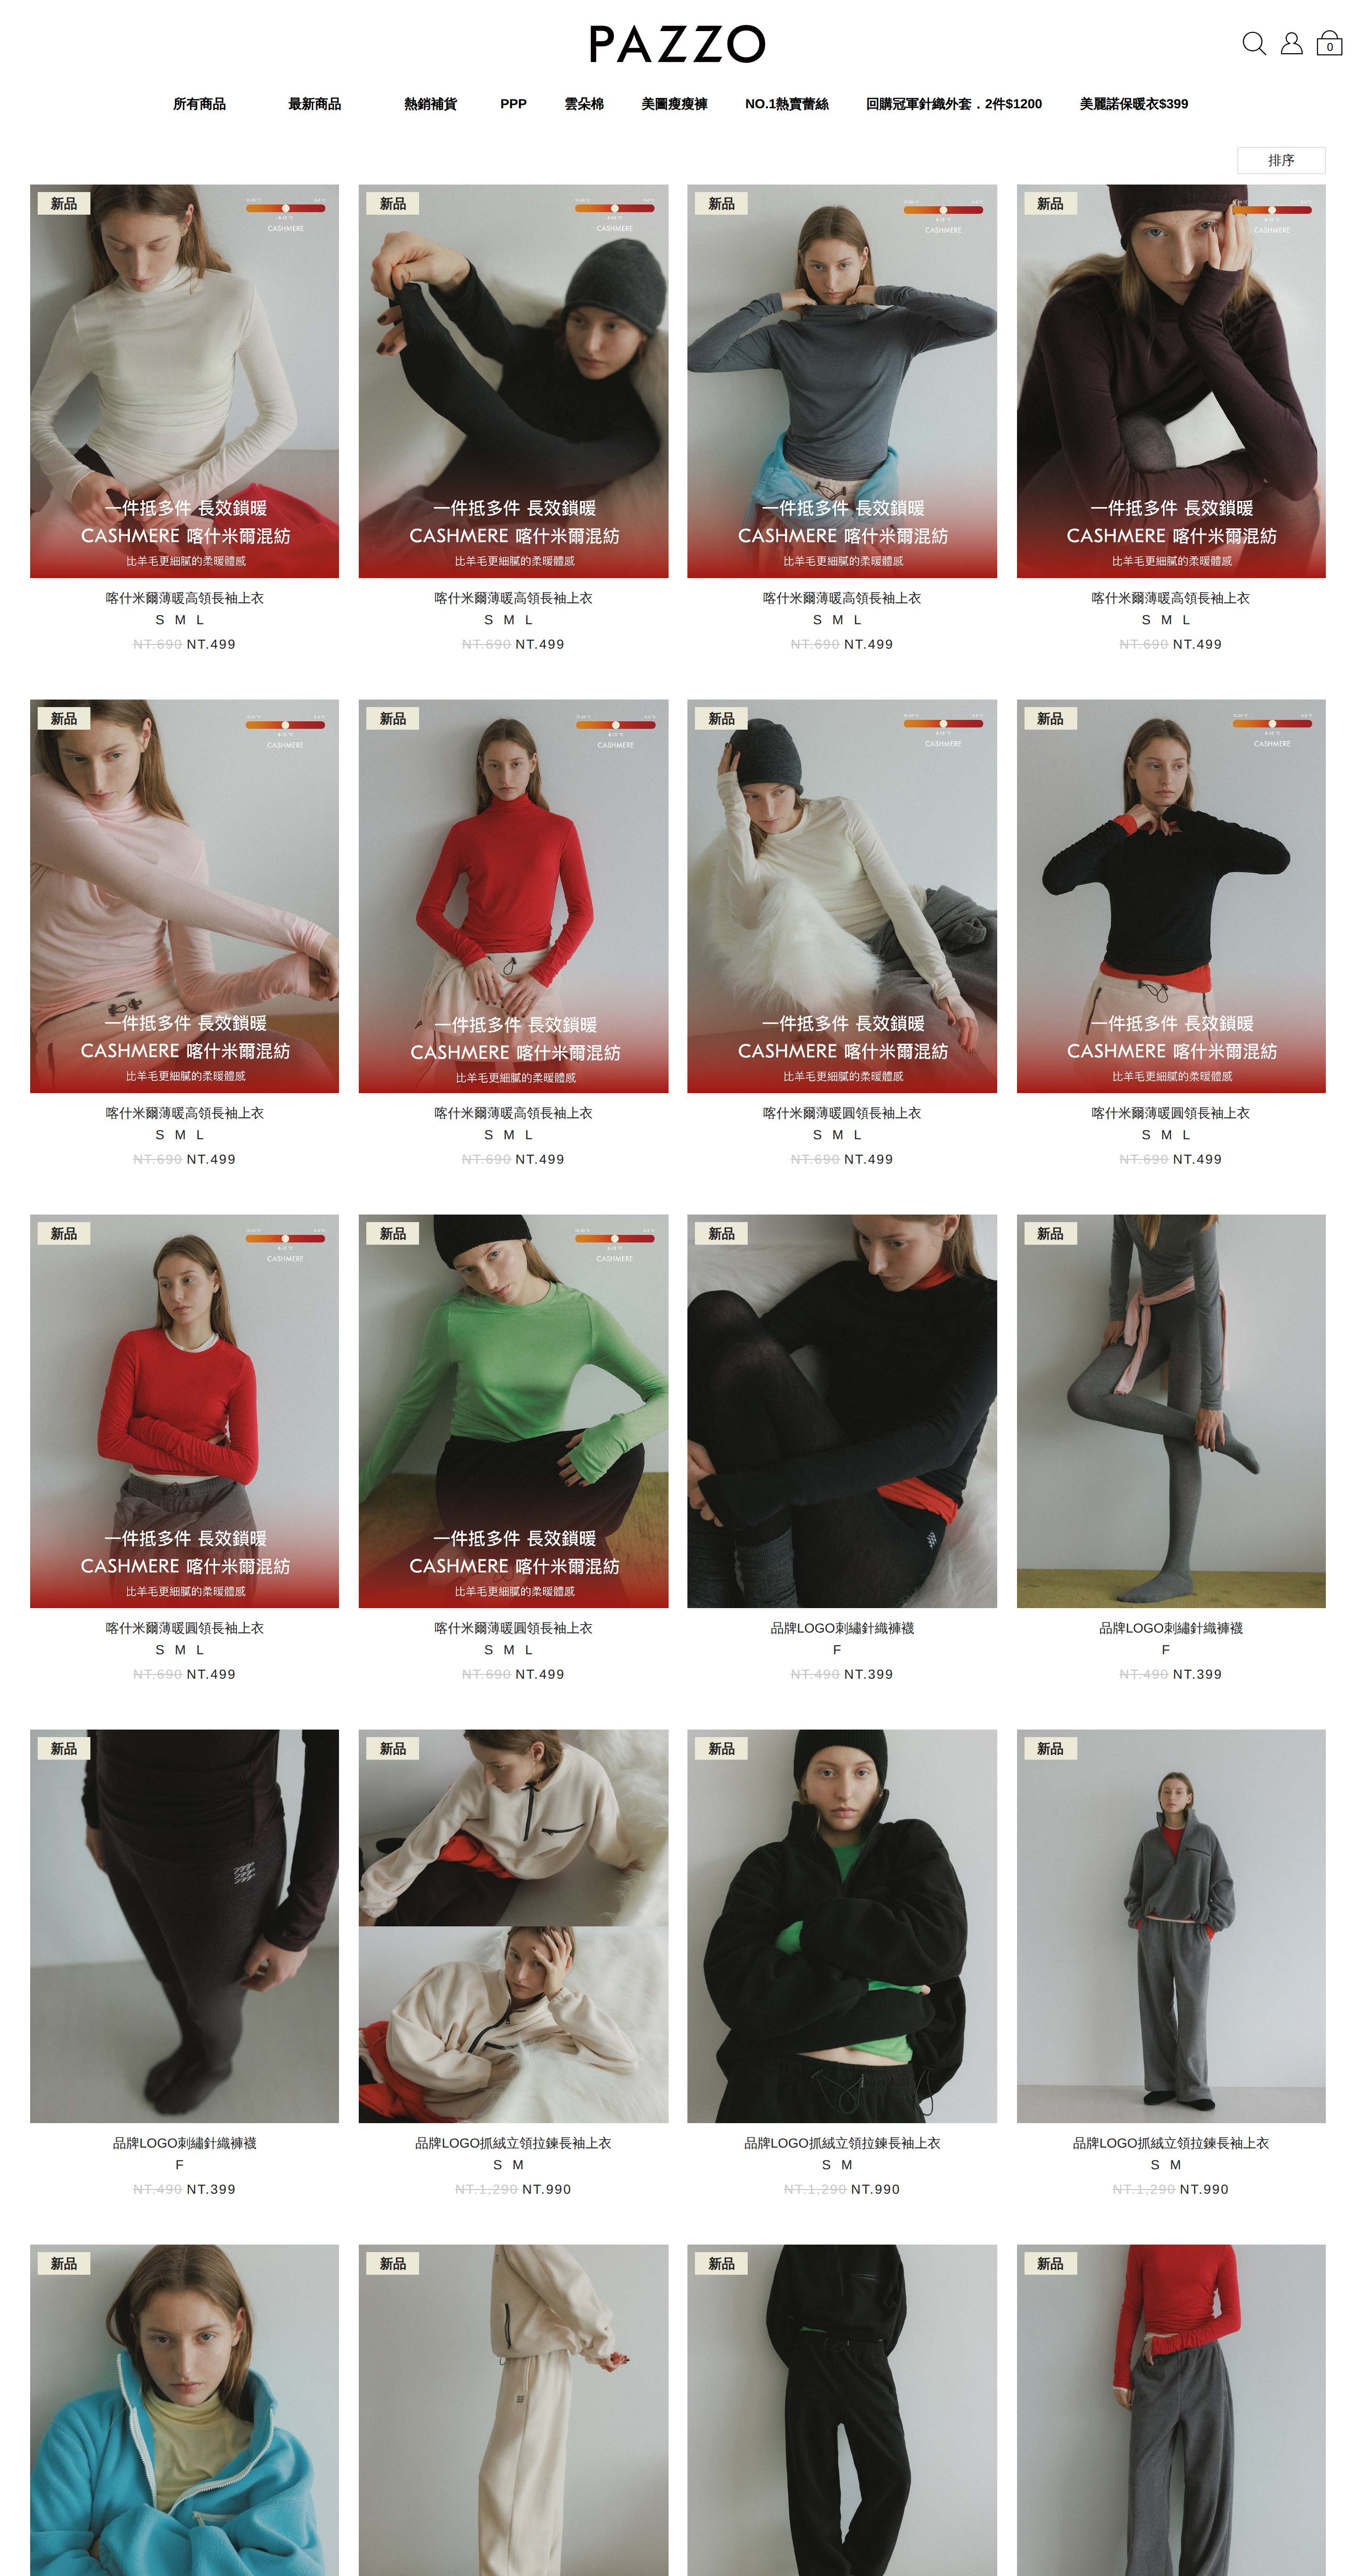 PAZZO
0
所有商品 最新商品 熱銷補貨 PPP 雲朵棉 美圖瘦瘦褲 NO.1熱賣蕾絲 回購冠軍針織外套．2件$1200 美麗諾保暖衣$399
排序
新品
CASHMERE
一件抵多件 長效鎖暖
CASHMERE 喀什米爾混紡
比羊毛更細膩的柔暖體感
喀什米爾薄暖高領長袖上衣
S M L
NT.690 NT.499
新品
CASHMERE
一件抵多件 長效鎖暖
CASHMERE 喀什米爾混紡
比羊毛更細膩的柔暖體感
喀什米爾薄暖高領長袖上衣
S M L
NT.690 NT.499
新品
CASHMERE
一件抵多件 長效鎖暖
CASHMERE 喀什米爾混紡
比羊毛更細膩的柔暖體感
喀什米爾薄暖高領長袖上衣
S M L
NT.690 NT.499
新品
CASHMERE
一件抵多件 長效鎖暖
CASHMERE 喀什米爾混紡
比羊毛更細膩的柔暖體感
喀什米爾薄暖高領長袖上衣
S M L
NT.690 NT.499
新品
CASHMERE
一件抵多件 長效鎖暖
CASHMERE 喀什米爾混紡
比羊毛更細膩的柔暖體感
喀什米爾薄暖高領長袖上衣
S M L
NT.690 NT.499
新品
CASHMERE
一件抵多件 長效鎖暖
CASHMERE 喀什米爾混紡
比羊毛更細膩的柔暖體感
喀什米爾薄暖高領長袖上衣
S M L
NT.690 NT.499
新品
CASHMERE
一件抵多件 長效鎖暖
CASHMERE 喀什米爾混紡
比羊毛更細膩的柔暖體感
喀什米爾薄暖圓領長袖上衣
S M L
NT.690 NT.499
新品
CASHMERE
一件抵多件 長效鎖暖
CASHMERE 喀什米爾混紡
比羊毛更細膩的柔暖體感
喀什米爾薄暖圓領長袖上衣
S M L
NT.690 NT.499
新品
CASHMERE
一件抵多件 長效鎖暖
CASHMERE 喀什米爾混紡
比羊毛更細膩的柔暖體感
喀什米爾薄暖圓領長袖上衣
S M L
NT.690 NT.499
新品
CASHMERE
一件抵多件 長效鎖暖
CASHMERE 喀什米爾混紡
比羊毛更細膩的柔暖體感
喀什米爾薄暖圓領長袖上衣
S M L
NT.690 NT.499
新品
品牌LOGO刺繡針織褲襪
F
NT.490 NT.399
新品
品牌LOGO刺繡針織褲襪
F
NT.490 NT.399
新品
品牌LOGO刺繡針織褲襪
F
NT.490 NT.399
新品
品牌LOGO抓絨立領拉鍊長袖上衣
S M
NT.1,290 NT.990
新品
品牌LOGO抓絨立領拉鍊長袖上衣
S M
NT.1,290 NT.990
新品
品牌LOGO抓絨立領拉鍊長袖上衣
S M
NT.1,290 NT.990
新品
新品
新品
新品